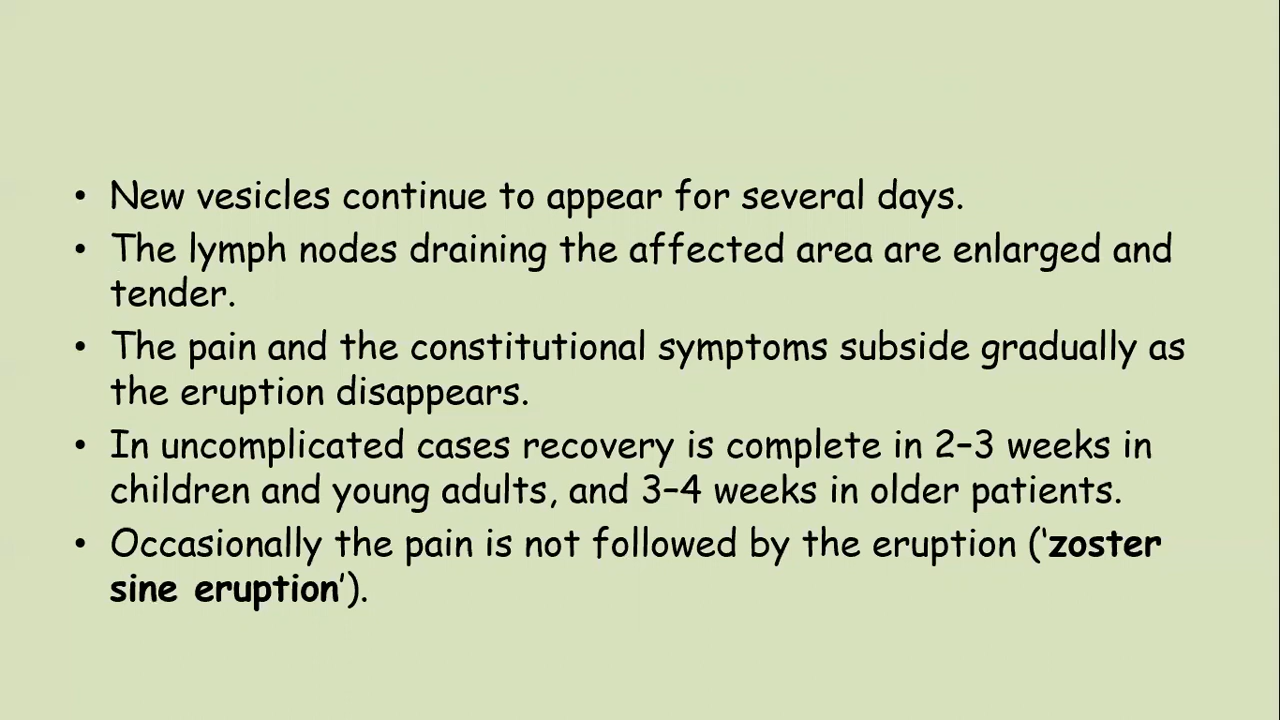 • New vesicles continue to appear for several days.
• The lymph nodes draining the affected area are enlarged and
tender.
• The pain and the constitutional symptoms subside gradually as
the eruption disappears.
• In uncomplicated cases recovery is complete in 2–3 weeks in
children and young adults, and 3–4 weeks in older patients.
• Occasionally the pain is not followed by the eruption (‘zoster
sine eruption’).